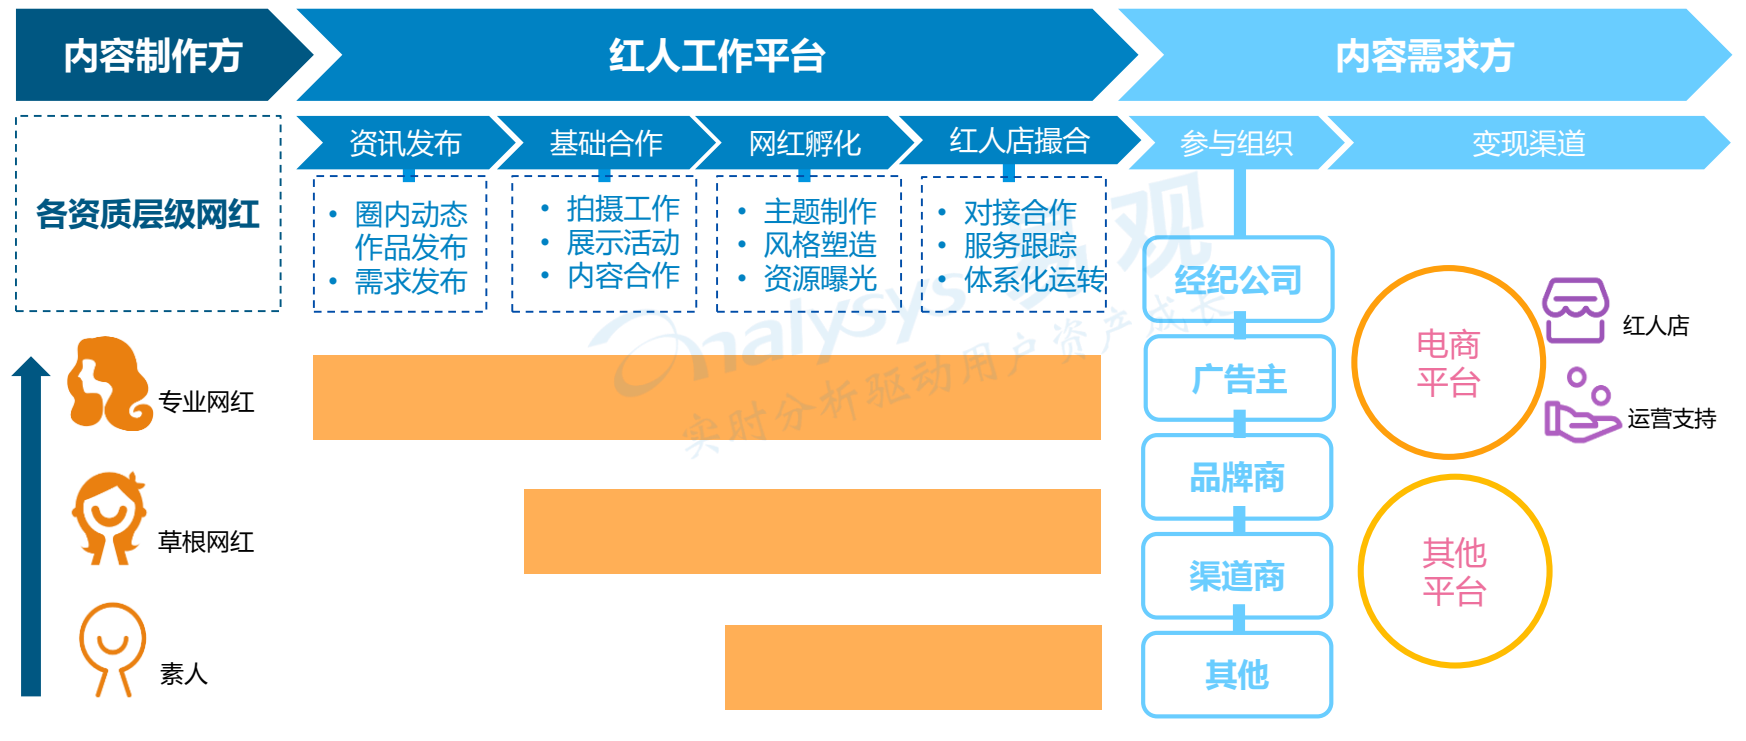 内容制作方
红人工作平台
内容需求方
资讯发布
基础合作
网红孵化
红人店撮合
参与组织
变现渠道
各资质层级网红
• 圈内动态
作品发布
• 需求发布
• 拍摄工作
• 展示活动
• 内容合作
• 主题制作
• 风格塑造
• 资源曝光
• 对接合作
• 服务跟踪
• 体系化运转
经纪公司
广告主
品牌商
渠道商
其他
电商
平台
其他
平台
红人店
运营支持
专业网红
草根网红
素人
analysys 易观
实时分析驱动用户资产成长